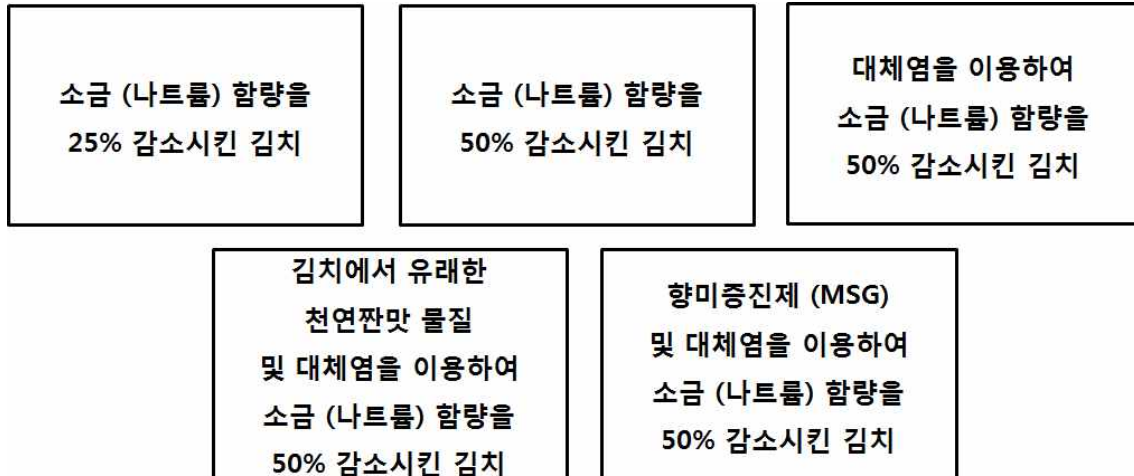 소금 (나트륨) 함량을
25% 감소시킨 김치
소금 (나트륨) 함량을
50% 감소시킨 김치
대체염을 이용하여
소금 (나트륨) 함량을
50% 감소시킨 김치
김치에서 유래한
천연짠맛 물질
및 대체염을 이용하여
소금 (나트륨) 함량을
50% 감소시킨 김치
향미증진제 (MSG)
및 대체염을 이용하여
소금 (나트륨) 함량을
50% 감소시킨 김치